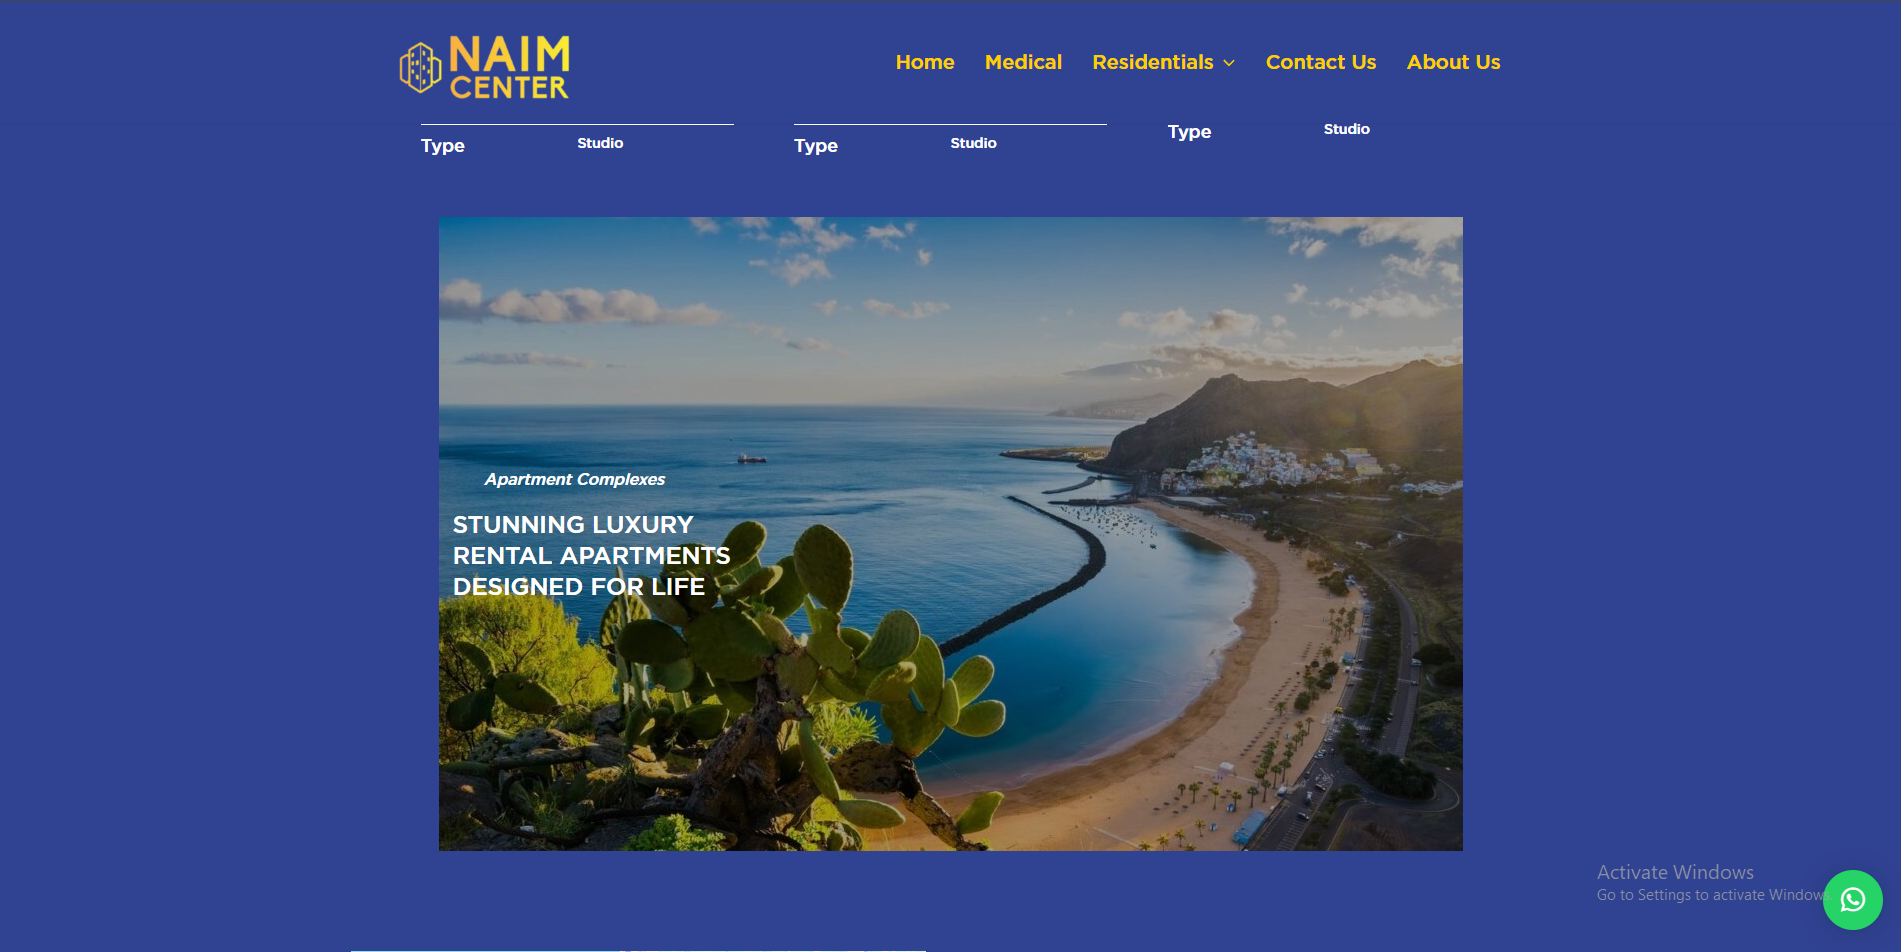 NAIM
CENTER
Home Medical Residentials Contact Us About Us
Type Studio Type Studio Type Studio
Apartment Complexes
STUNNING LUXURY
RENTAL APARTMENTS
DESIGNED FOR LIFE
Activate Windows
Go to Settings to activate Windows.